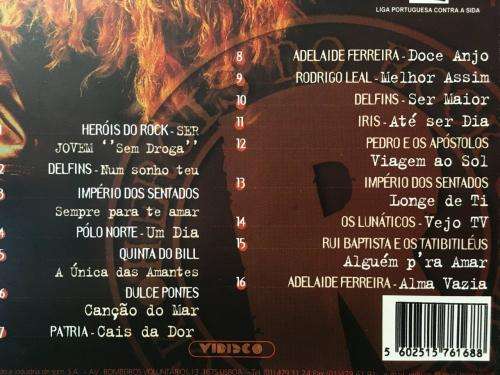 LIGA PORTUGUESA CONTRA A SIDA
1 HERÓIS DO ROCK - SER
JOVEM "Sem Droga"
2 DELFINS - Num sonho teu
3 IMPÉRIO DOS SENTADOS
Sempre para te amar
4 PÓLO NORTE - Um Dia
5 QUINTA DO BILL
A Única das Amantes
6 DULCE PONTES
Canção do Mar
7 PATRIA - Cais da Dor
8 ADELAIDE FERREIRA - Doce Anjo
9 RODRIGO LEAL - Melhor Assim
10 DELFINS - Ser Maior
11 IRIS - Até ser Dia
12 PEDRO E OS APÓSTOLOS
Viagem ao Sol
13 IMPÉRIO DOS SENTADOS
Longe de Ti
14 OS LUNÁTICOS - Vejo TV
15 RUI BAPTISTA E OS TATIBITILÉUS
Alguém p'ra Amar
16 ADELAIDE FERREIRA - Alma Vazia
VIDISCO
5 602515 761688